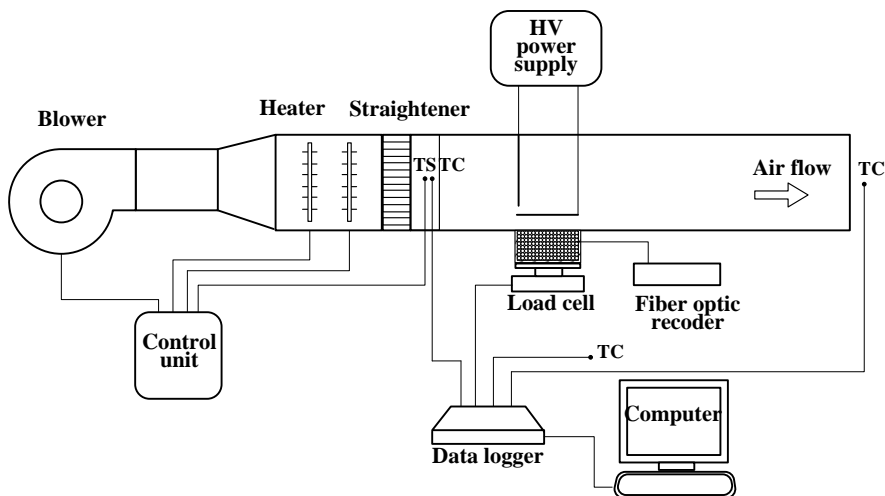 HV
power
supply
Blower
Heater
Straightener
TS TC
Air flow
TC
Load cell
Fiber optic
recoder
Control
unit
TC
Computer
Data logger